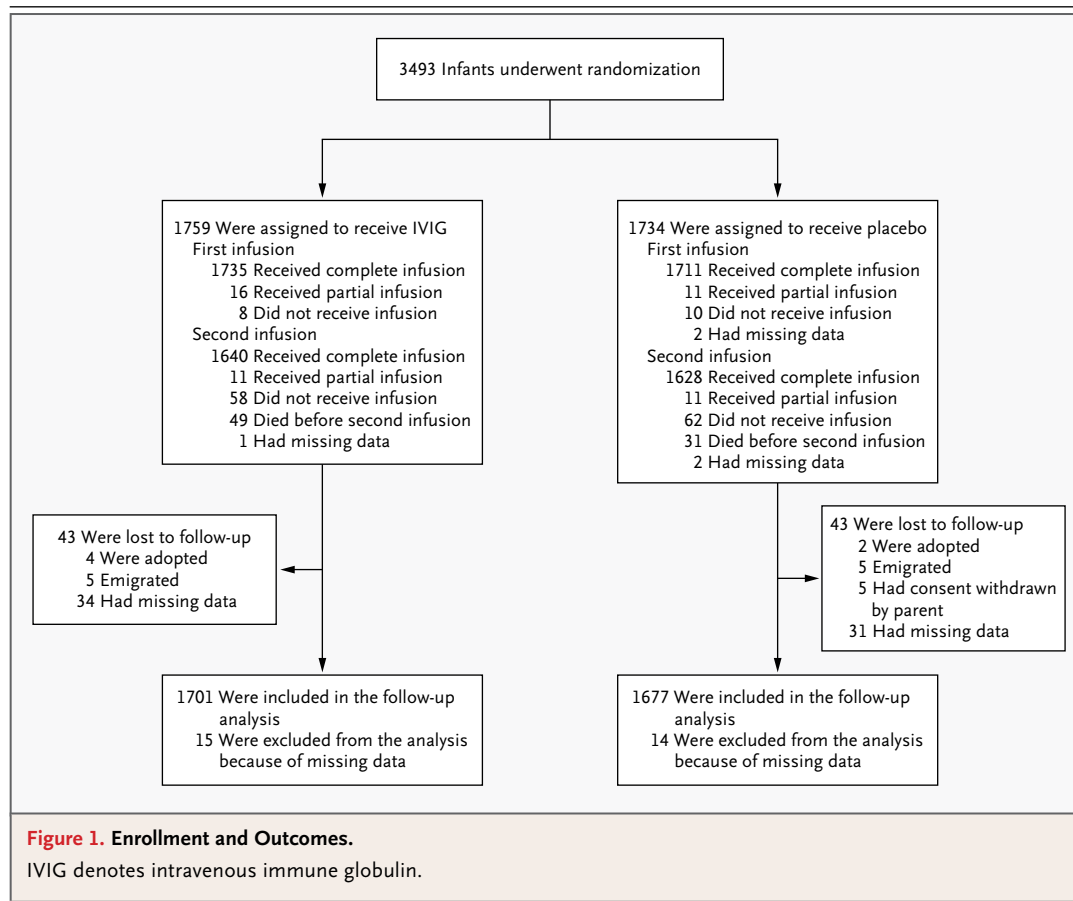 3493 Infants underwent randomization
1759 Were assigned to receive IVIG
First infusion
1735 Received complete infusion
16 Received partial infusion
8 Did not receive infusion
Second infusion
1640 Received complete infusion
11 Received partial infusion
58 Did not receive infusion
49 Died before second infusion
1 Had missing data
1734 Were assigned to receive placebo
First infusion
1711 Received complete infusion
11 Received partial infusion
10 Did not receive infusion
2 Had missing data
Second infusion
1628 Received complete infusion
11 Received partial infusion
62 Did not receive infusion
31 Died before second infusion
2 Had missing data
43 Were lost to follow-up
4 Were adopted
5 Emigrated
34 Had missing data
43 Were lost to follow-up
2 Were adopted
5 Emigrated
5 Had consent withdrawn
by parent
31 Had missing data
1701 Were included in the follow-up
analysis
15 Were excluded from the analysis
because of missing data
1677 Were included in the follow-up
analysis
14 Were excluded from the analysis
because of missing data
Figure 1. Enrollment and Outcomes.
IVIG denotes intravenous immune globulin.